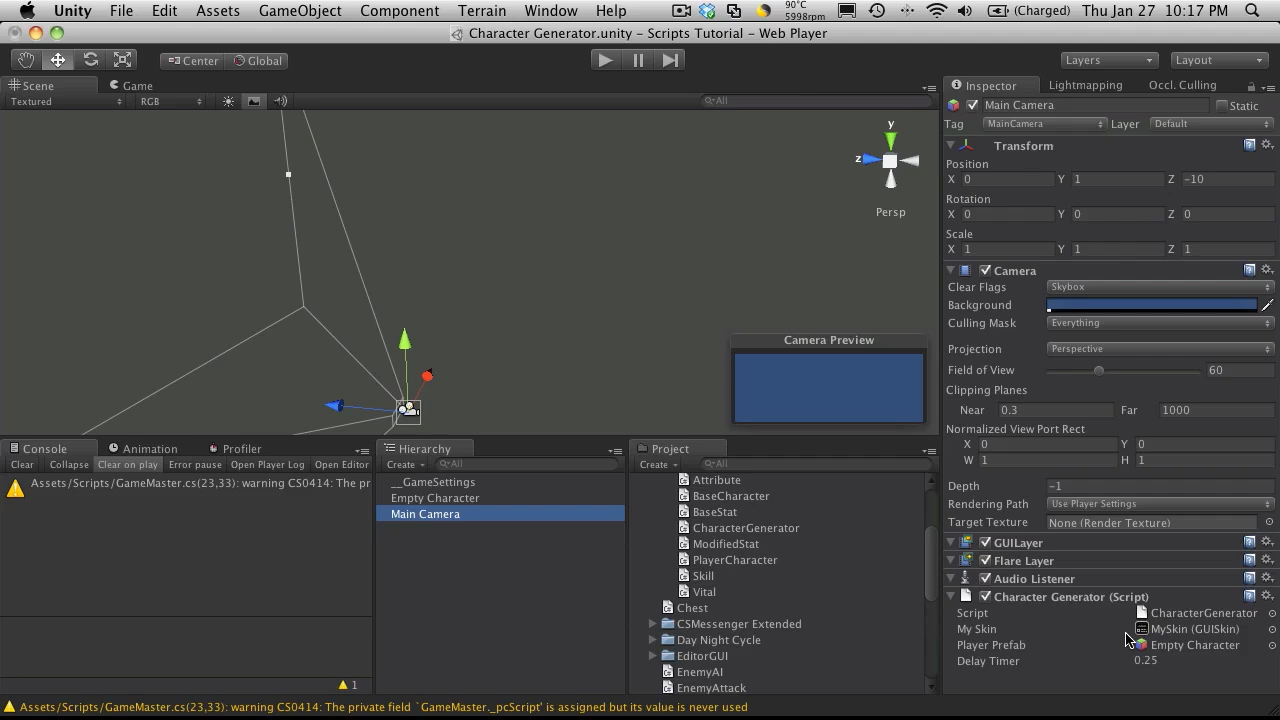 Unity File Edit Assets GameObject Component Terrain Window Help 90°C 5998rpm (Charged) Thu Jan 27 10:17 PM
Character Generator.unity – Scripts Tutorial – Web Player
Center Global Layers Layout
Scene Game
Textured RGB All
y
z
Persp
Camera Preview
Console Animation Profiler
Clear Collapse Clear on play Error pause Open Player Log Open Editor
Assets/Scripts/GameMaster.cs(23,33): warning CS0414: The pr
1
Hierarchy
Create All
__GameSettings
Empty Character
Main Camera
Project
Create All
Attribute
BaseCharacter
BaseStat
CharacterGenerator
ModifiedStat
PlayerCharacter
Skill
Vital
Chest
CSMessenger Extended
Day Night Cycle
EditorGUI
EnemyAI
EnemyAttack
Inspector Lightmapping Occl. Culling
Main Camera Static
Tag MainCamera Layer Default
Transform
Position
X 0 Y 1 Z -10
Rotation
X 0 Y 0 Z 0
Scale
X 1 Y 1 Z 1
Camera
Clear Flags Skybox
Background
Culling Mask Everything
Projection Perspective
Field of View 60
Clipping Planes
Near 0.3 Far 1000
Normalized View Port Rect
X 0 Y 0
W 1 H 1
Depth -1
Rendering Path Use Player Settings
Target Texture None (Render Texture)
GUILayer
Flare Layer
Audio Listener
Character Generator (Script)
Script CharacterGenerator
My Skin MySkin (GUISkin)
Player Prefab Empty Character
Delay Timer 0.25
Assets/Scripts/GameMaster.cs(23,33): warning CS0414: The private field `GameMaster._pcScript' is assigned but its value is never used